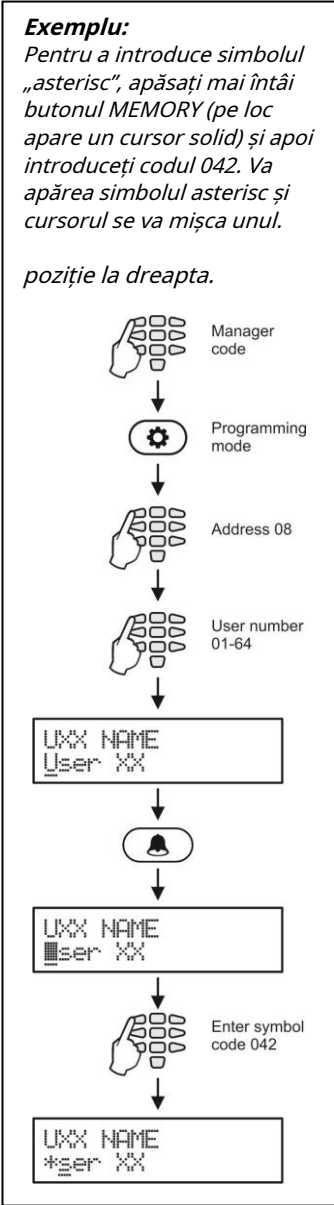 Exemplu:
Pentru a introduce simbolul
„asterisc”, apăsați mai întâi
butonul MEMORY (pe loc
apare un cursor solid) și apoi
introduceți codul 042. Va
apărea simbolul asterisc și
cursorul se va mișca unul.
poziție la dreapta.
Manager
code
Programming
mode
Address 08
User number
01-64
UXX NAME
User XX
UXX NAME
ser XX
Enter symbol
code 042
UXX NAME
*ser XX